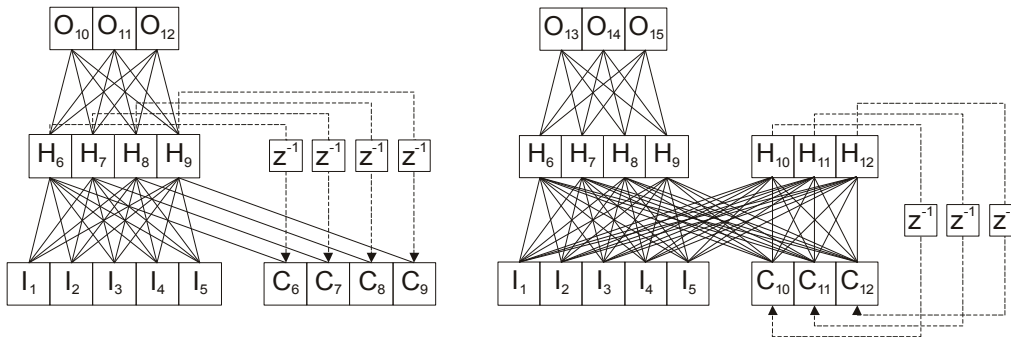 O10 O11 O12
O13 O14 O15
H6 H7 H8 H9
z-1 z-1 z-1 z-1
H6 H7 H8 H9
H10 H11 H12
z-1 z-1 z-
I1 I2 I3 I4 I5
C6 C7 C8 C9
I1 I2 I3 I4 I5
C10 C11 C12